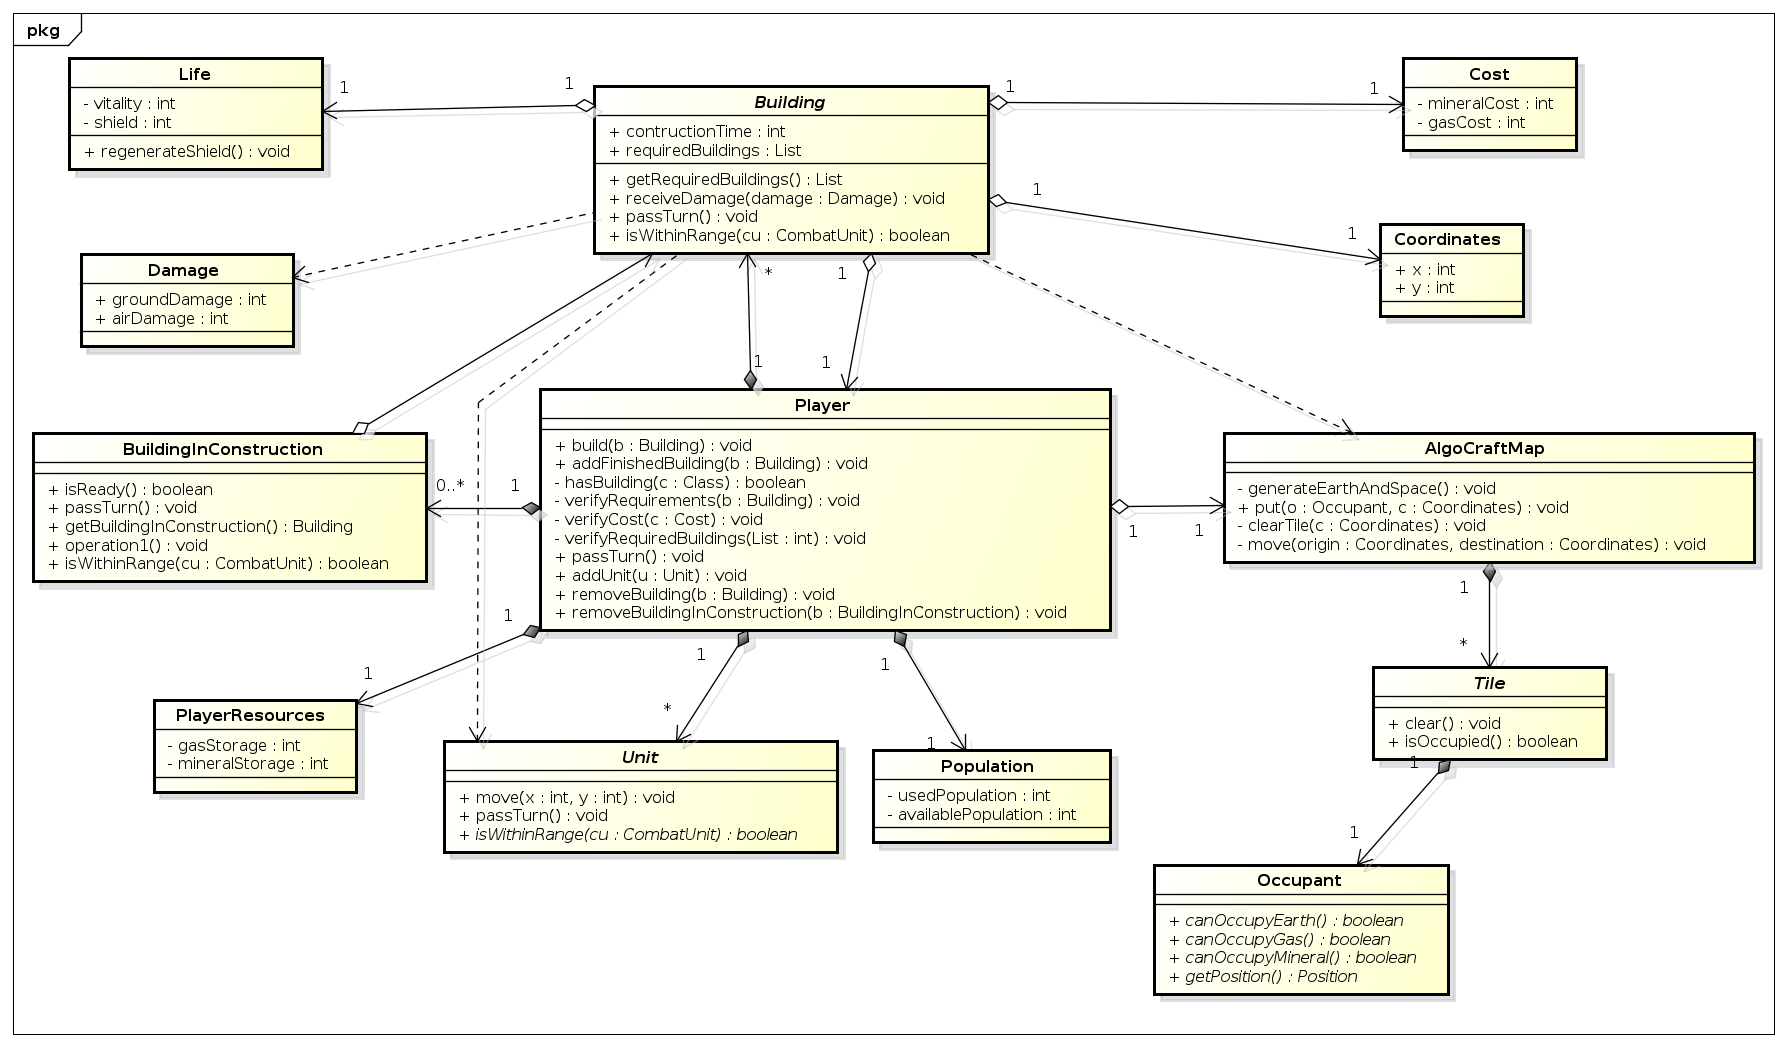 pkg
Life
- vitality : int
- shield : int
+ regenerateShield() : void
1
1
Building
+ contructionTime : int
+ requiredBuildings : List
+ getRequiredBuildings() : List
+ receiveDamage(damage : Damage) : void
+ passTurn() : void
+ isWithinRange(cu : CombatUnit) : boolean
1
1
Cost
- mineralCost : int
- gasCost : int
1
1
Coordinates
+ x : int
+ y : int
Damage
+ groundDamage : int
+ airDamage : int
*
1
1
1
BuildingInConstruction
+ isReady() : boolean
+ passTurn() : void
+ getBuildingInConstruction() : Building
+ operation1() : void
+ isWithinRange(cu : CombatUnit) : boolean
0..*
1
Player
+ build(b : Building) : void
+ addFinishedBuilding(b : Building) : void
- hasBuilding(c : Class) : boolean
- verifyRequirements(b : Building) : void
- verifyCost(c : Cost) : void
- verifyRequiredBuildings(List : int) : void
+ passTurn() : void
+ addUnit(u : Unit) : void
+ removeBuilding(b : Building) : void
+ removeBuildingInConstruction(b : BuildingInConstruction) : void
1
1
AlgoCraftMap
- generateEarthAndSpace() : void
+ put(o : Occupant, c : Coordinates) : void
- clearTile(c : Coordinates) : void
- move(origin : Coordinates, destination : Coordinates) : void
1
*
1
1
PlayerResources
- gasStorage : int
- mineralStorage : int
1
*
Unit
+ move(x : int, y : int) : void
+ passTurn() : void
+ isWithinRange(cu : CombatUnit) : boolean
1
1
Population
- usedPopulation : int
- availablePopulation : int
Tile
+ clear() : void
+ isOccupied() : boolean
1
1
Occupant
+ canOccupyEarth() : boolean
+ canOccupyGas() : boolean
+ canOccupyMineral() : boolean
+ getPosition() : Position